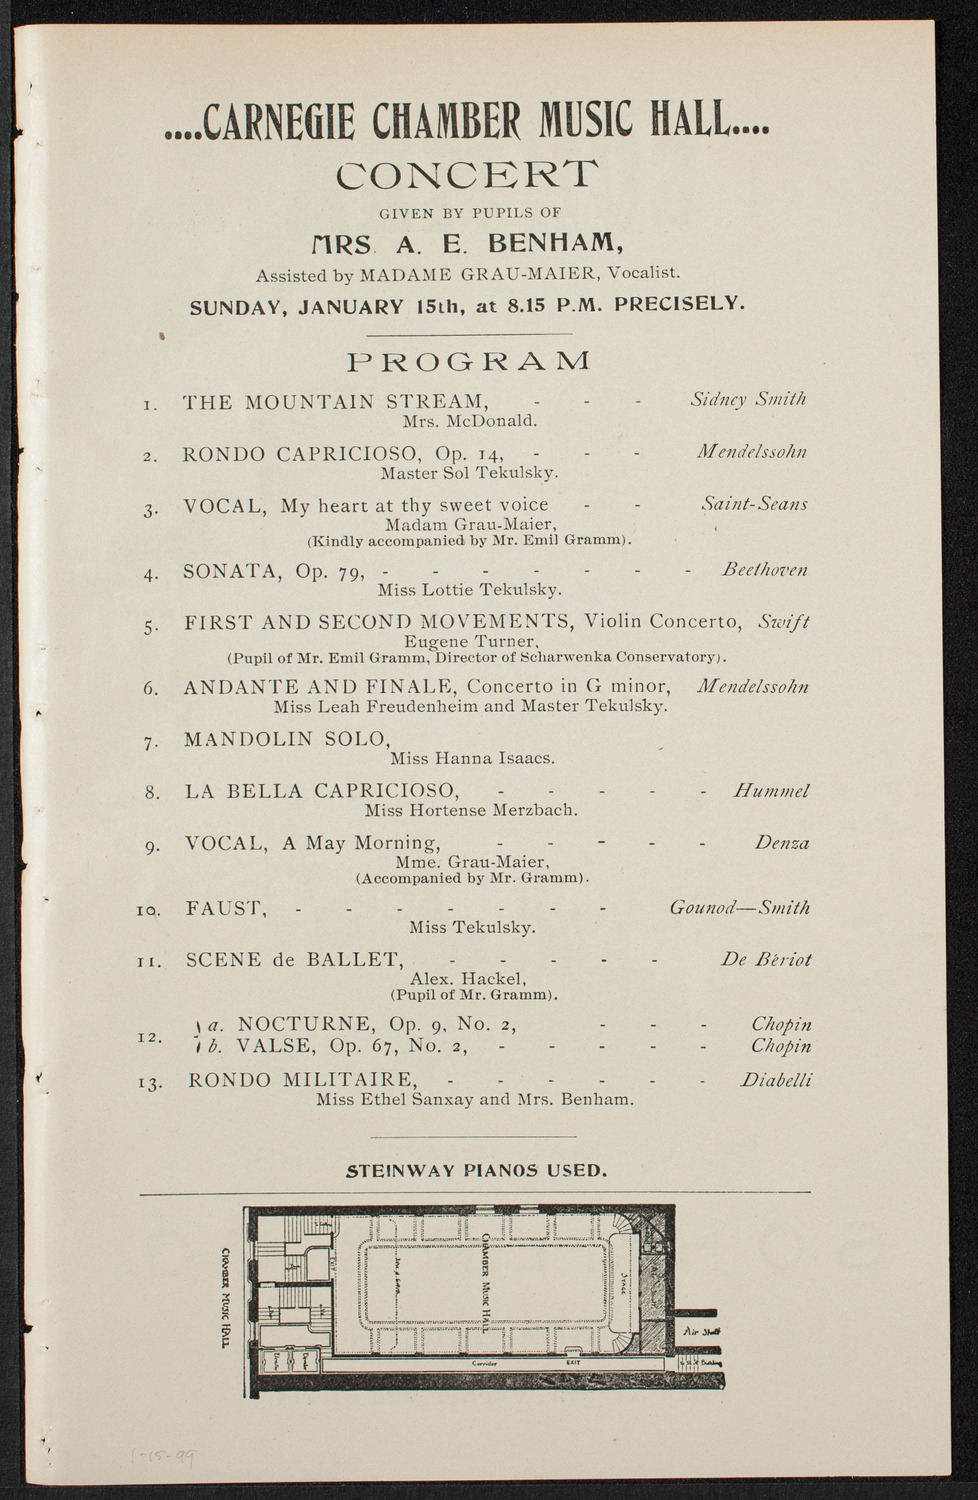 ....CARNEGIE CHAMBER MUSIC HALL....
CONCERT
GIVEN BY PUPILS OF
MRS. A. E. BENHAM,
Assisted by MADAME GRAU-MAIER, Vocalist.
SUNDAY, JANUARY 15th, at 8.15 P.M. PRECISELY.
PROGRAM
1. THE MOUNTAIN STREAM, - - - Sidney Smith
Mrs. McDonald.
2. RONDO CAPRICIOSO, Op. 14, - - - Mendelssohn
Master Sol Tekulsky.
3. VOCAL, My heart at thy sweet voice - - Saint-Seans
Madam Grau-Maier,
(Kindly accompanied by Mr. Emil Gramm).
4. SONATA, Op. 79, - - - - - - - Beethoven
Miss Lottie Tekulsky.
5. FIRST AND SECOND MOVEMENTS, Violin Concerto, Swift
Eugene Turner,
(Pupil of Mr. Emil Gramm, Director of Scharwenka Conservatory).
6. ANDANTE AND FINALE, Concerto in G minor, Mendelssohn
Miss Leah Freudenheim and Master Tekulsky.
7. MANDOLIN SOLO,
Miss Hanna Isaacs.
8. LA BELLA CAPRICIOSO, - - - - - Hummel
Miss Hortense Merzbach.
9. VOCAL, A May Morning, - - - - - Denza
Mme. Grau-Maier,
(Accompanied by Mr. Gramm).
10. FAUST, - - - - - - - Gounod—Smith
Miss Tekulsky.
11. SCENE de BALLET, - - - - - De Bériot
Alex. Hackel,
(Pupil of Mr. Gramm).
12. a. NOCTURNE, Op. 9, No. 2, - - - Chopin
b. VALSE, Op. 67, No. 2, - - - - - Chopin
13. RONDO MILITAIRE, - - - - - - Diabelli
Miss Ethel Sanxay and Mrs. Benham.
STEINWAY PIANOS USED.
CHAMBER MUSIC HALL
CHAMBER MUSIC HALL
STAGE
Air Shaft
Corridor
EXIT
1-15-99